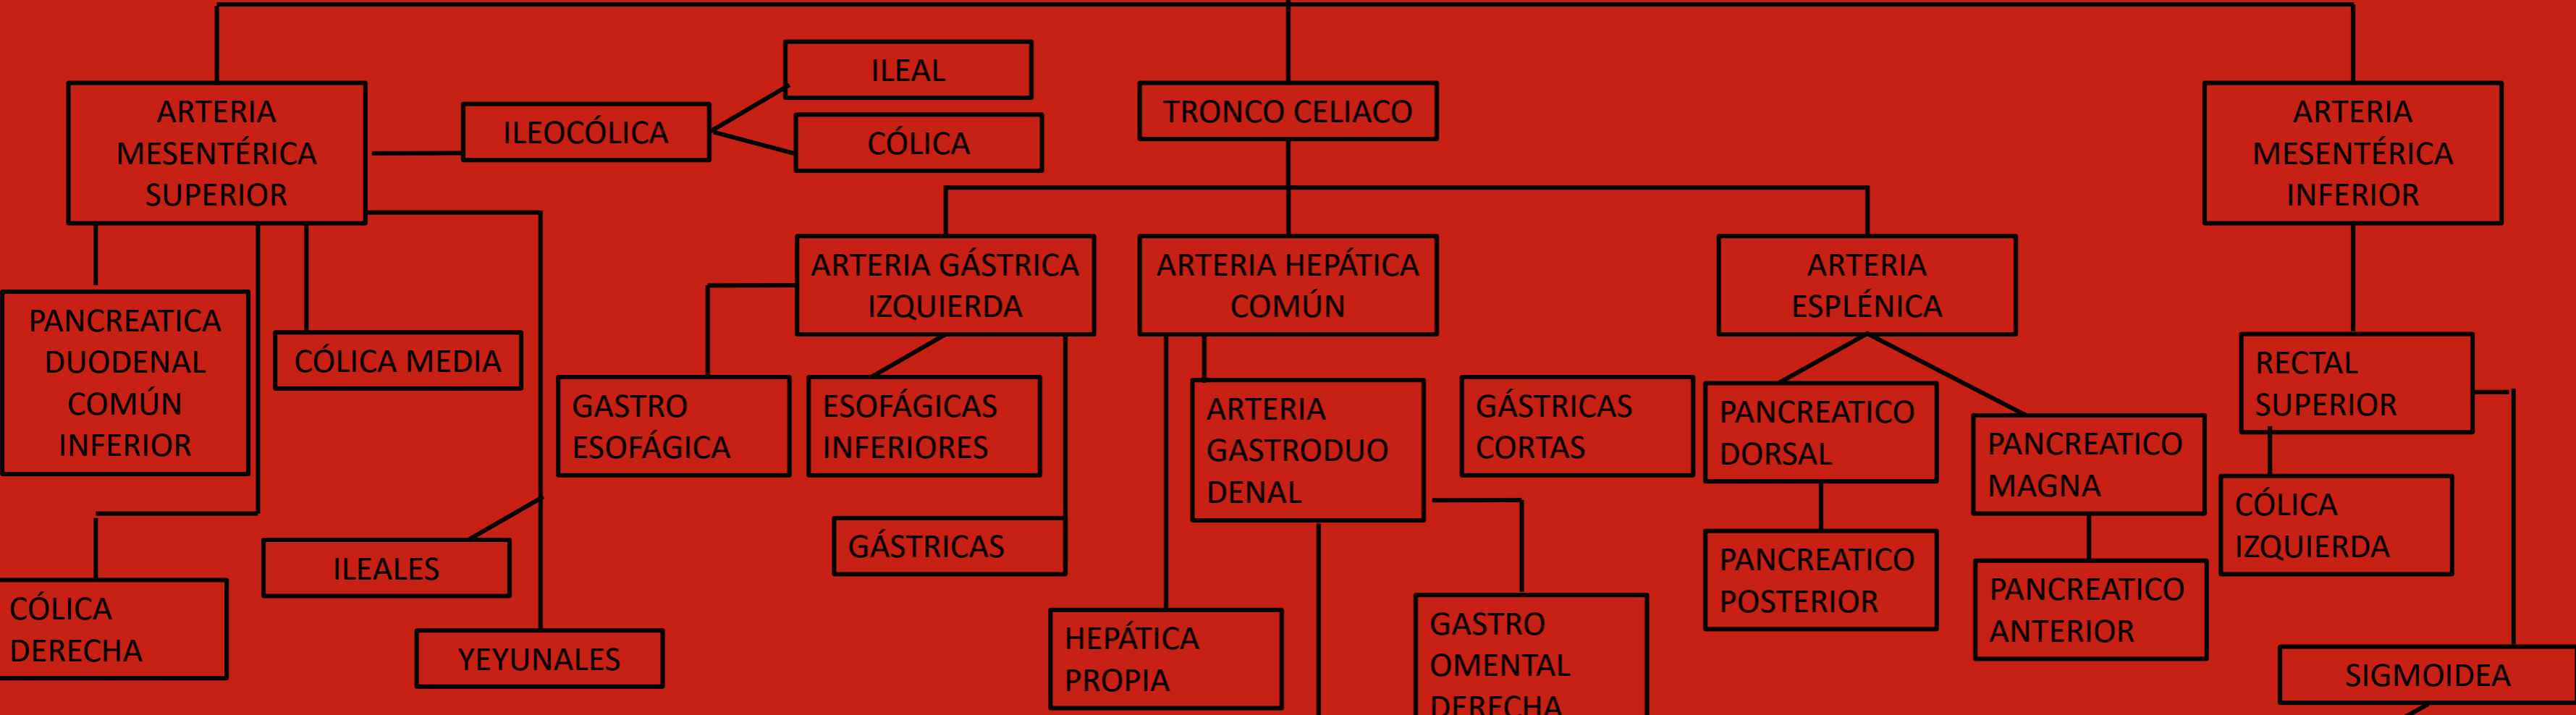 ARTERIA
MESENTÉRICA
SUPERIOR
ILEOCÓLICA
ILEAL
CÓLICA
TRONCO CELIACO
ARTERIA
MESENTÉRICA
INFERIOR
PANCREATICA
DUODENAL
COMÚN
INFERIOR
CÓLICA MEDIA
ARTERIA GÁSTRICA
IZQUIERDA
ARTERIA HEPÁTICA
COMÚN
ARTERIA
ESPLÉNICA
GASTRO
ESOFÁGICA
ESOFÁGICAS
INFERIORES
ARTERIA
GASTRODUO
DENAL
GÁSTRICAS
CORTAS
PANCREATICO
DORSAL
PANCREATICO
MAGNA
RECTAL
SUPERIOR
CÓLICA
IZQUIERDA
CÓLICA
DERECHA
ILEALES
YEYUNALES
GÁSTRICAS
HEPÁTICA
PROPIA
GASTRO
OMENTAL
DERECHA
PANCREATICO
POSTERIOR
PANCREATICO
ANTERIOR
SIGMOIDEA